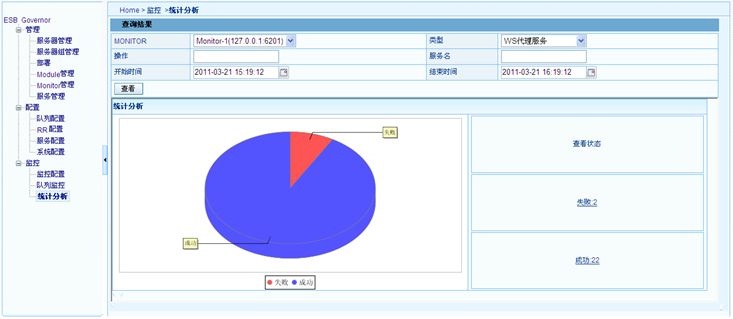 Home > 监控 >统计分析
ESB Governor
管理
服务器管理
服务器组管理
部署
Module管理
Monitor管理
服务管理
配置
队列配置
RR配置
服务配置
系统配置
监控
监控配置
队列监控
统计分析
查询结果
MONITOR Monitor-1(127.0.0.1:6201) 类型 WS代理服务
操作 服务名
开始时间 2011-03-21 15:19:12 结束时间 2011-03-21 16:19:12
查看
统计分析
失败
成功
失败 成功
查看状态
失败:2
成功:22